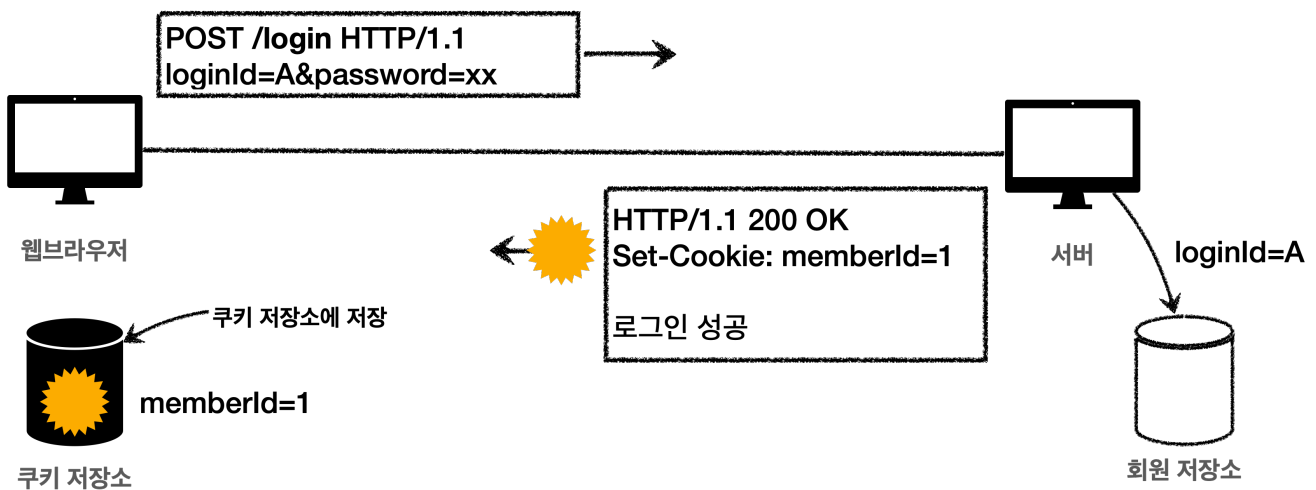 POST /login HTTP/1.1
loginId=A&password=xx
웹브라우저
HTTP/1.1 200 OK
Set-Cookie: memberId=1
로그인 성공
서버
loginId=A
쿠키 저장소에 저장
memberId=1
쿠키 저장소
회원 저장소